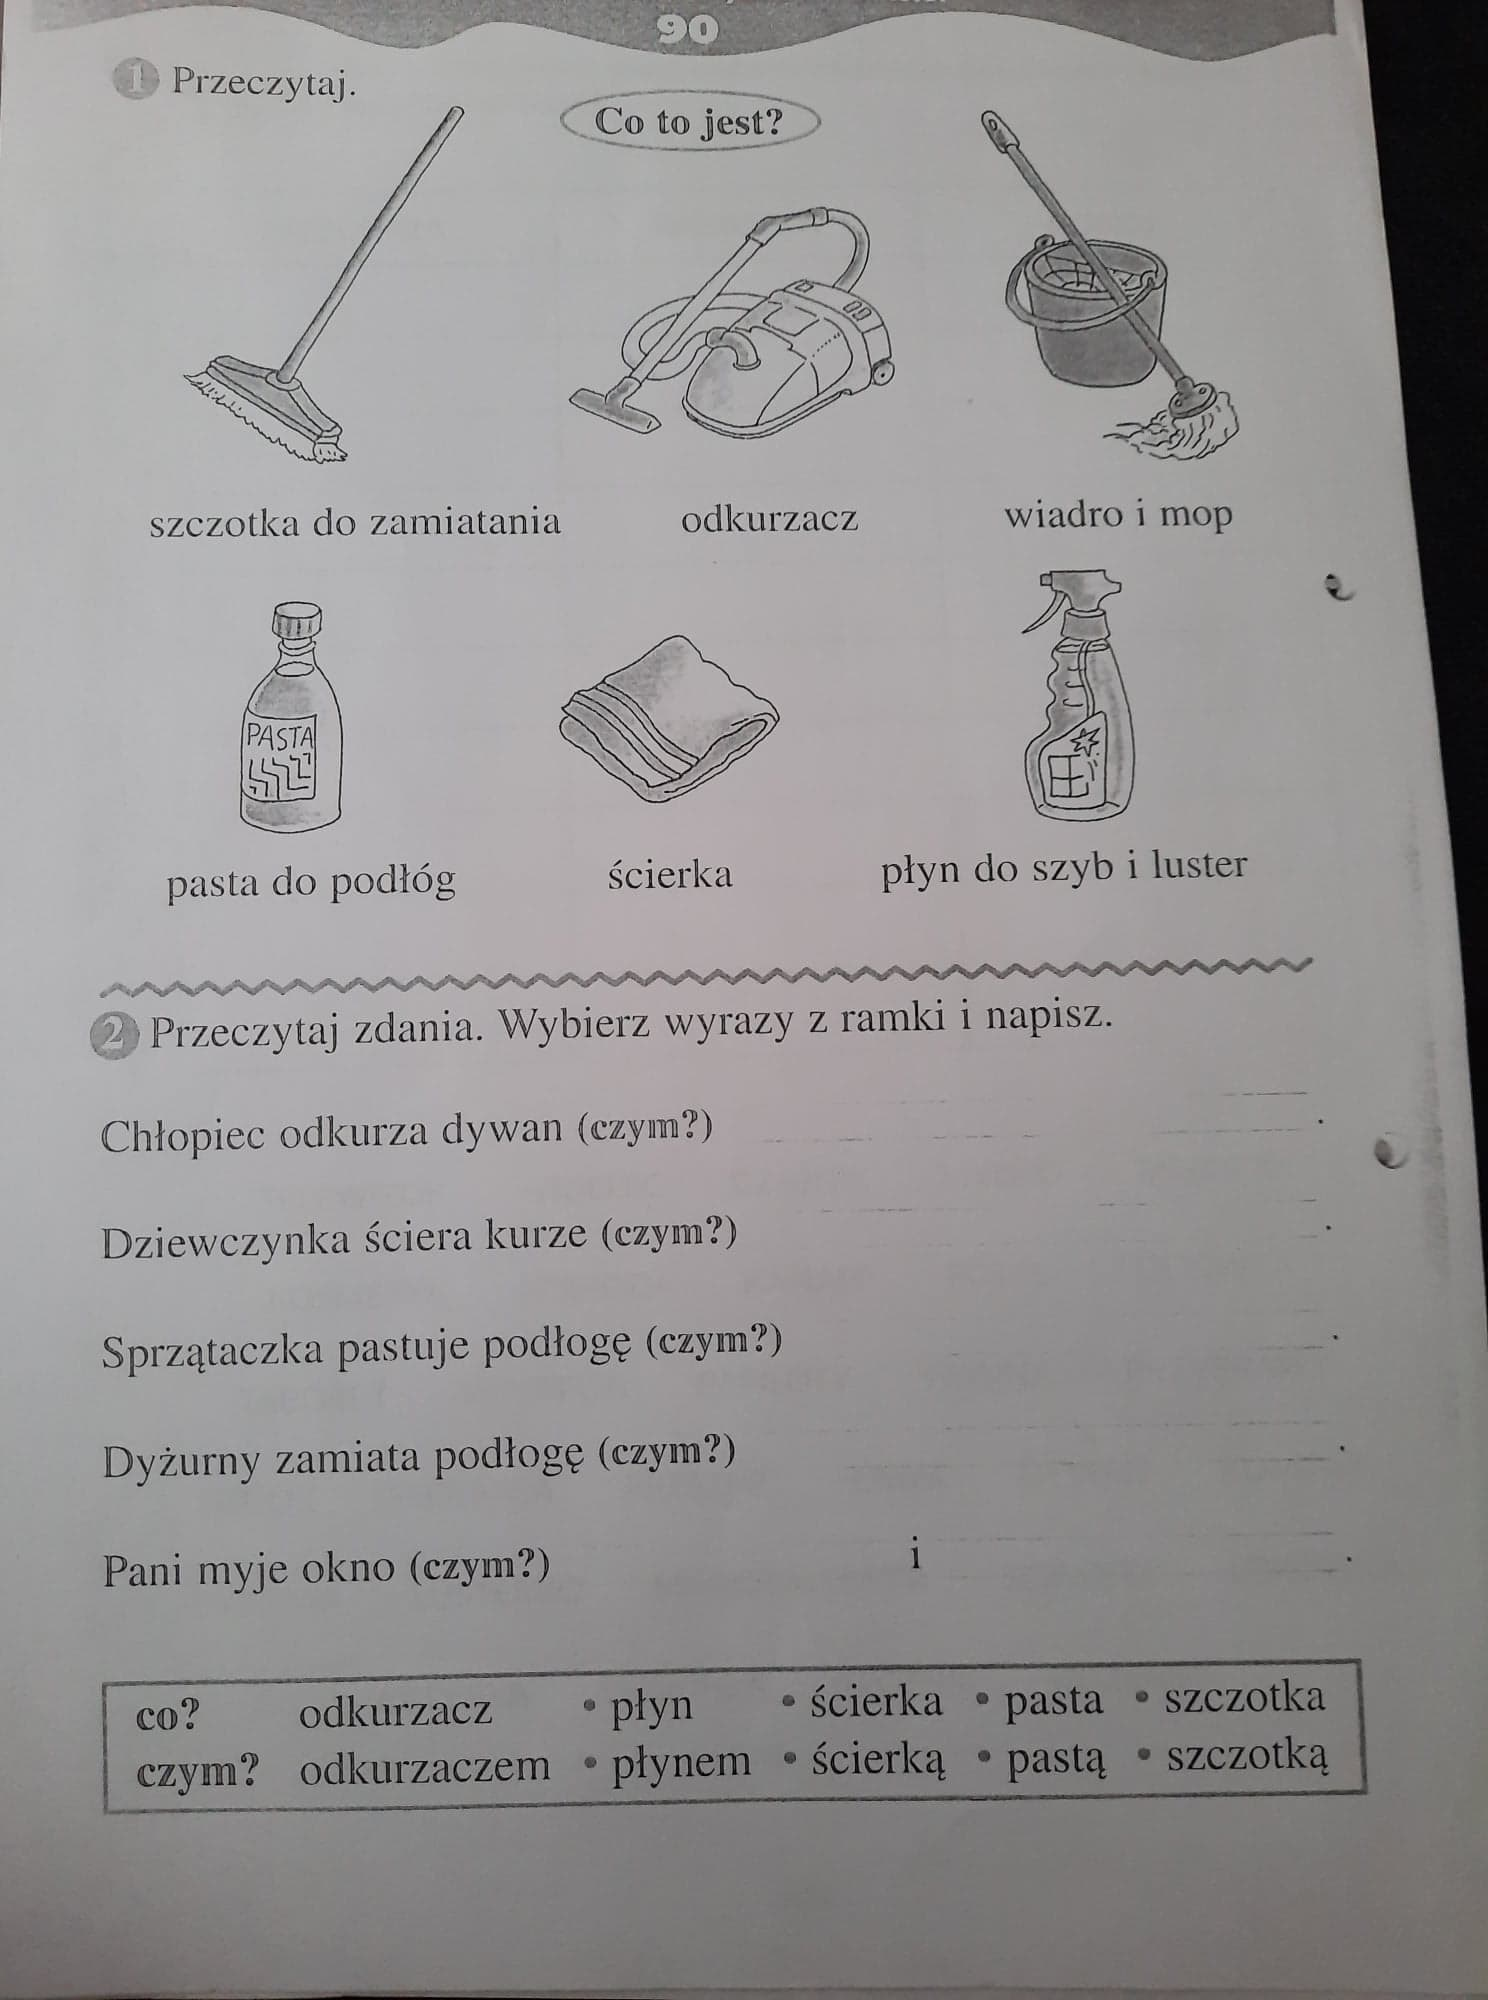 90
1 Przeczytaj.
Co to jest?
szczotka do zamiatania
odkurzacz
wiadro i mop
PASTA
pasta do podłóg
ścierka
płyn do szyb i luster
2 Przeczytaj zdania. Wybierz wyrazy z ramki i napisz.
Chłopiec odkurza dywan (czym?) .
Dziewczynka ściera kurze (czym?) .
Sprzątaczka pastuje podłogę (czym?) .
Dyżurny zamiata podłogę (czym?) .
Pani myje okno (czym?) i .
co? odkurzacz • płyn • ścierka • pasta • szczotka
czym? odkurzaczem • płynem • ścierką • pastą • szczotką